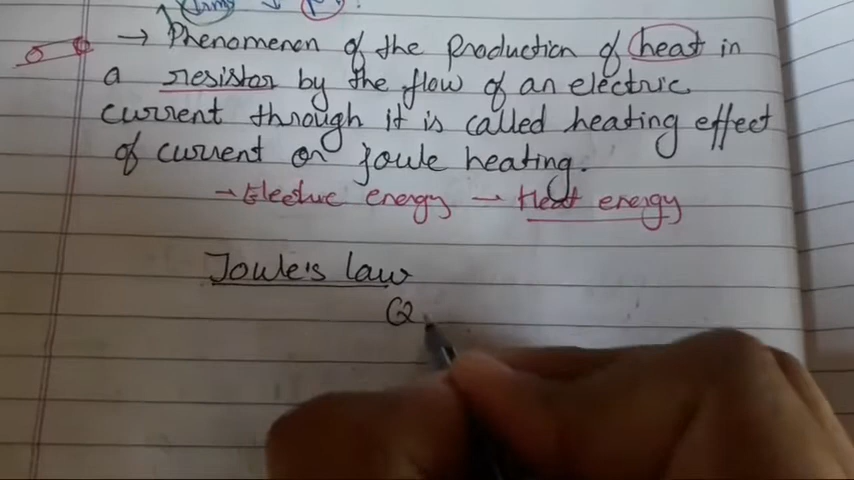 → Phenomenon of the Production of heat in
a resistor by the flow of an electric
current through it is called heating effect
of current or joule heating.
→ Electric energy → Heat energy
Joule's law
Q